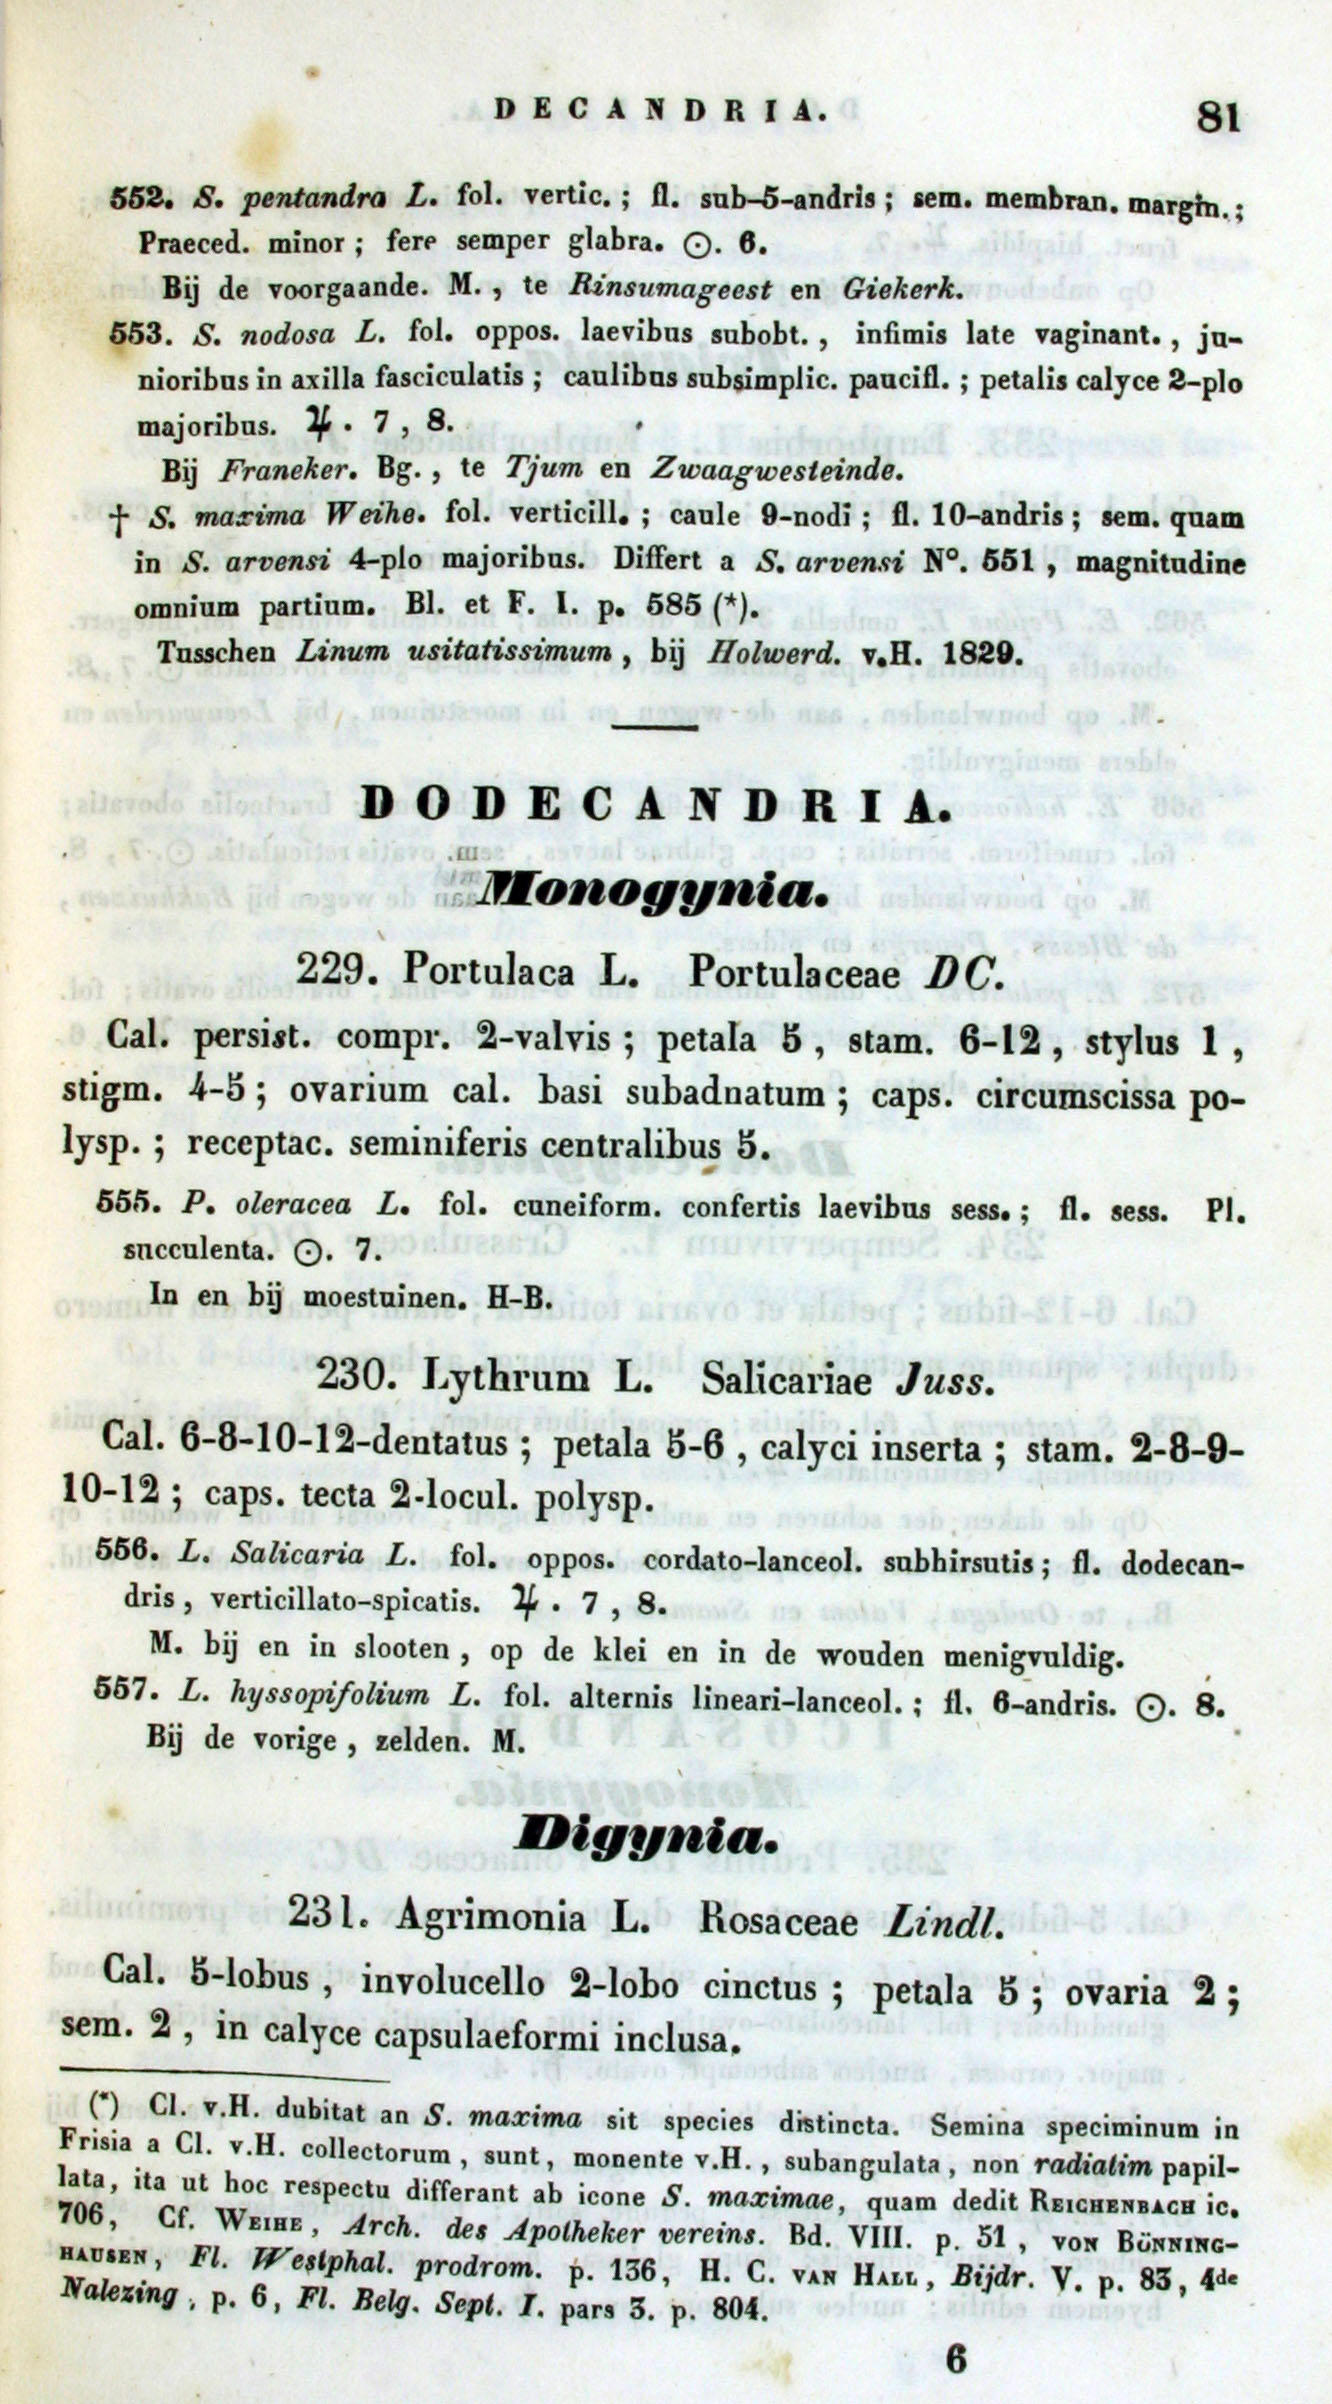 DECANDRIA. 81
552. S. pentandra L. fol. vertic. ; fl. sub-5-andris ; sem. membran. margin. ;
Praeced. minor ; fere semper glabra. ☉. 6.
Bij de voorgaande. M. , te Rinsumageest en Giekerk.
553. S. nodosa L. fol. oppos. laevibus subobt. , infimis late vaginant. , ju-
nioribus in axilla fasciculatis ; caulibus subsimplic. paucifl. ; petalis calyce 2-plo
majoribus. ♃. 7 , 8.
Bij Franeker. Bg. , te Tjum en Zwaagwesteinde.
† S. maxima Weihe. fol. verticill. ; caule 9-nodi ; fl. 10-andris ; sem. quam
in S. arvensi 4-plo majoribus. Differt a S. arvensi N°. 551 , magnitudine
omnium partium. Bl. et F. I. p. 585 (*).
Tusschen Linum usitatissimum , bij Holwerd. v.H. 1829.
DODECANDRIA.
Monogynia.
229. Portulaca L. Portulaceae DC.
Cal. persist. compr. 2-valvis ; petala 5 , stam. 6-12 , stylus 1 ,
stigm. 4-5 ; ovarium cal. basi subadnatum ; caps. circumscissa po-
lysp. ; receptac. seminiferis centralibus 5.
555. P. oleracea L. fol. cuneiform. confertis laevibus sess. ; fl. sess. Pl.
succulenta. ☉. 7.
In en bij moestuinen. H-B.
230. Lythrum L. Salicariae Juss.
Cal. 6-8-10-12-dentatus ; petala 5-6 , calyci inserta ; stam. 2-8-9-
10-12 ; caps. tecta 2-locul. polysp.
556. L. Salicaria L. fol. oppos. cordato-lanceol. subhirsutis ; fl. dodecan-
dris , verticillato-spicatis. ♃. 7 , 8.
M. bij en in slooten , op de klei en in de wouden menigvuldig.
557. L. hyssopifolium L. fol. alternis lineari-lanceol. ; fl. 6-andris. ☉. 8.
Bij de vorige , zelden. M.
Digynia.
231. Agrimonia L. Rosaceae Lindl.
Cal. 5-lobus , involucello 2-lobo cinctus ; petala 5 ; ovaria 2 ;
sem. 2 , in calyce capsulaeformi inclusa.
(*) Cl. v.H. dubitat an S. maxima sit species distincta. Semina speciminum in
Frisia a Cl. v.H. collectorum , sunt , monente v.H. , subangulata , non radiatim papil-
lata, ita ut hoc respectu differant ab icone S. maximae, quam dedit REICHENBACH ic.
706, Cf. WEIHE , Arch. des Apotheker vereins. Bd. VIII. p. 51 , VON BÜNNING-
HAUSEN , Fl. Westphal. prodrom. p. 136, H. C. VAN HALL , Bijdr. V. p. 83, 4de
Nalezing , p. 6, Fl. Belg. Sept. I. pars 3. p. 804.
6